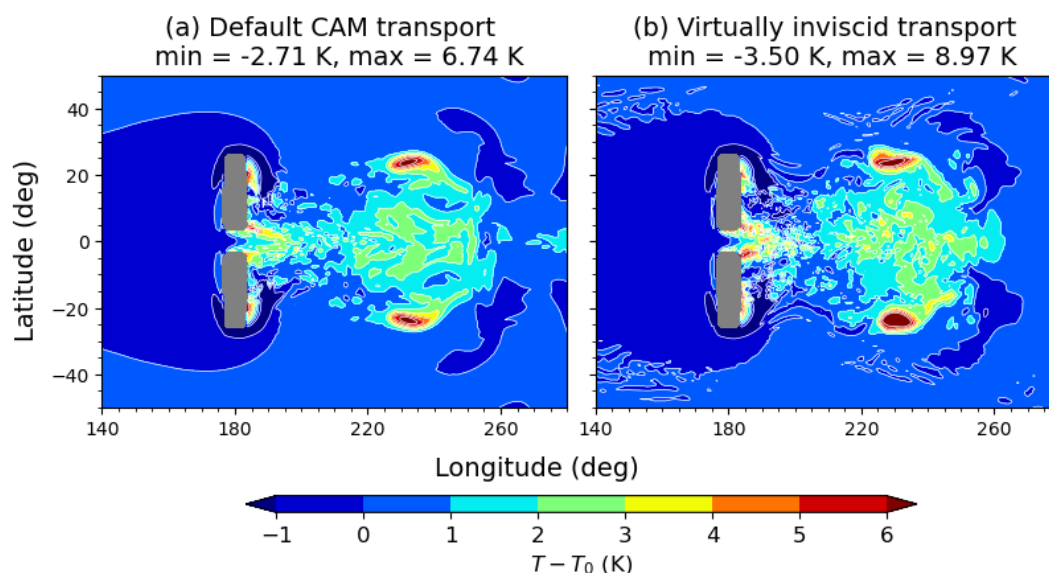 (a) Default CAM transport
min = -2.71 K, max = 6.74 K
(b) Virtually inviscid transport
min = -3.50 K, max = 8.97 K
Latitude (deg)
40
20
0
−20
−40
140 180 220 260
140 180 220 260
Longitude (deg)
−1 0 1 2 3 4 5 6
T − T₀ (K)